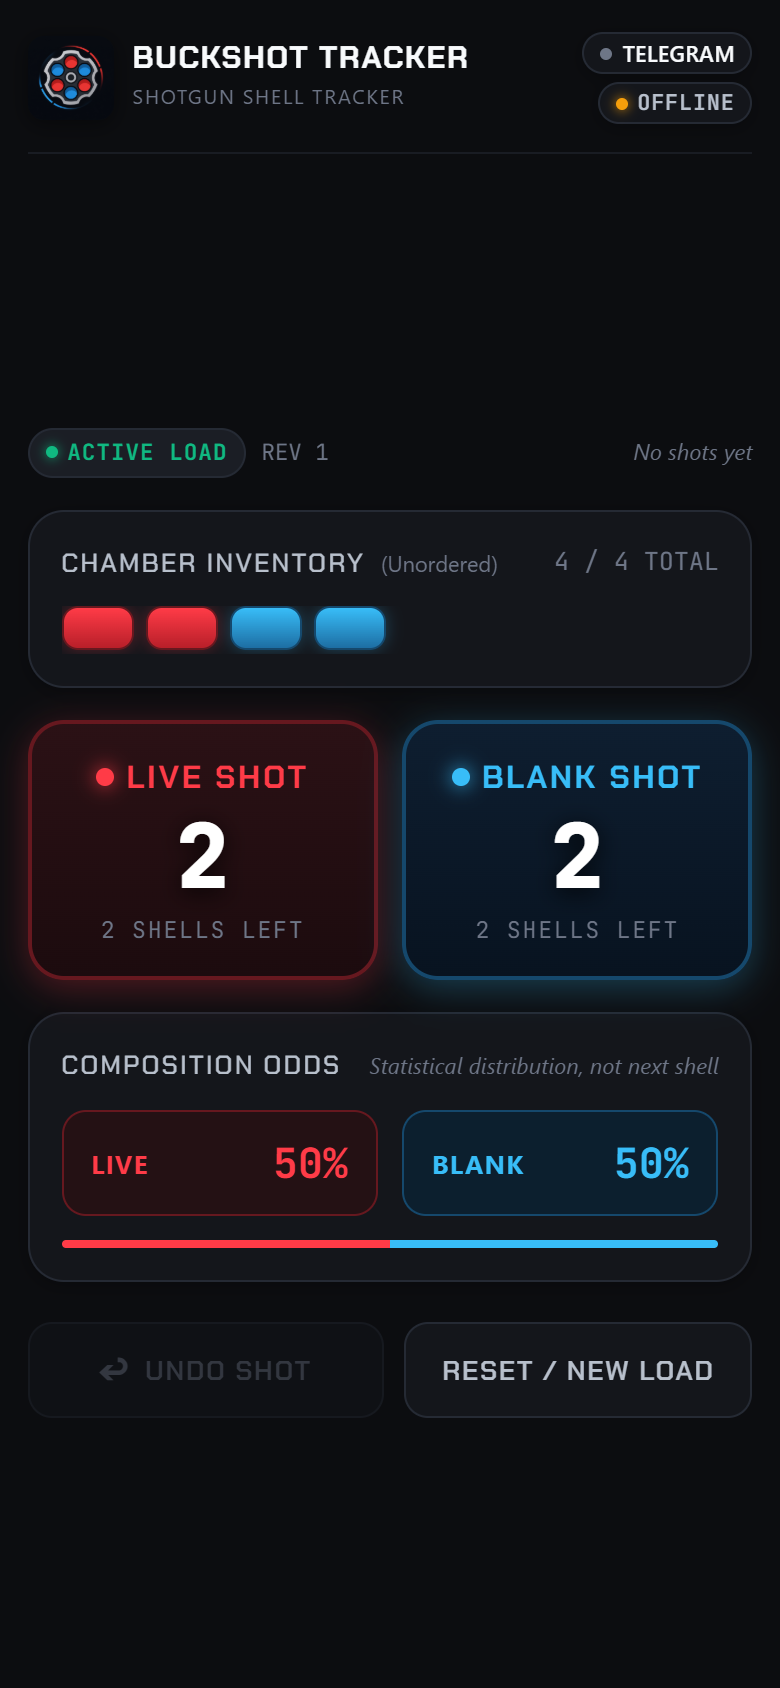 BUCKSHOT TRACKER
SHOTGUN SHELL TRACKER
TELEGRAM
OFFLINE
ACTIVE LOAD REV 1 No shots yet
CHAMBER INVENTORY (Unordered) 4 / 4 TOTAL
LIVE SHOT
2
2 SHELLS LEFT
BLANK SHOT
2
2 SHELLS LEFT
COMPOSITION ODDS Statistical distribution, not next shell
LIVE 50%
BLANK 50%
UNDO SHOT
RESET / NEW LOAD